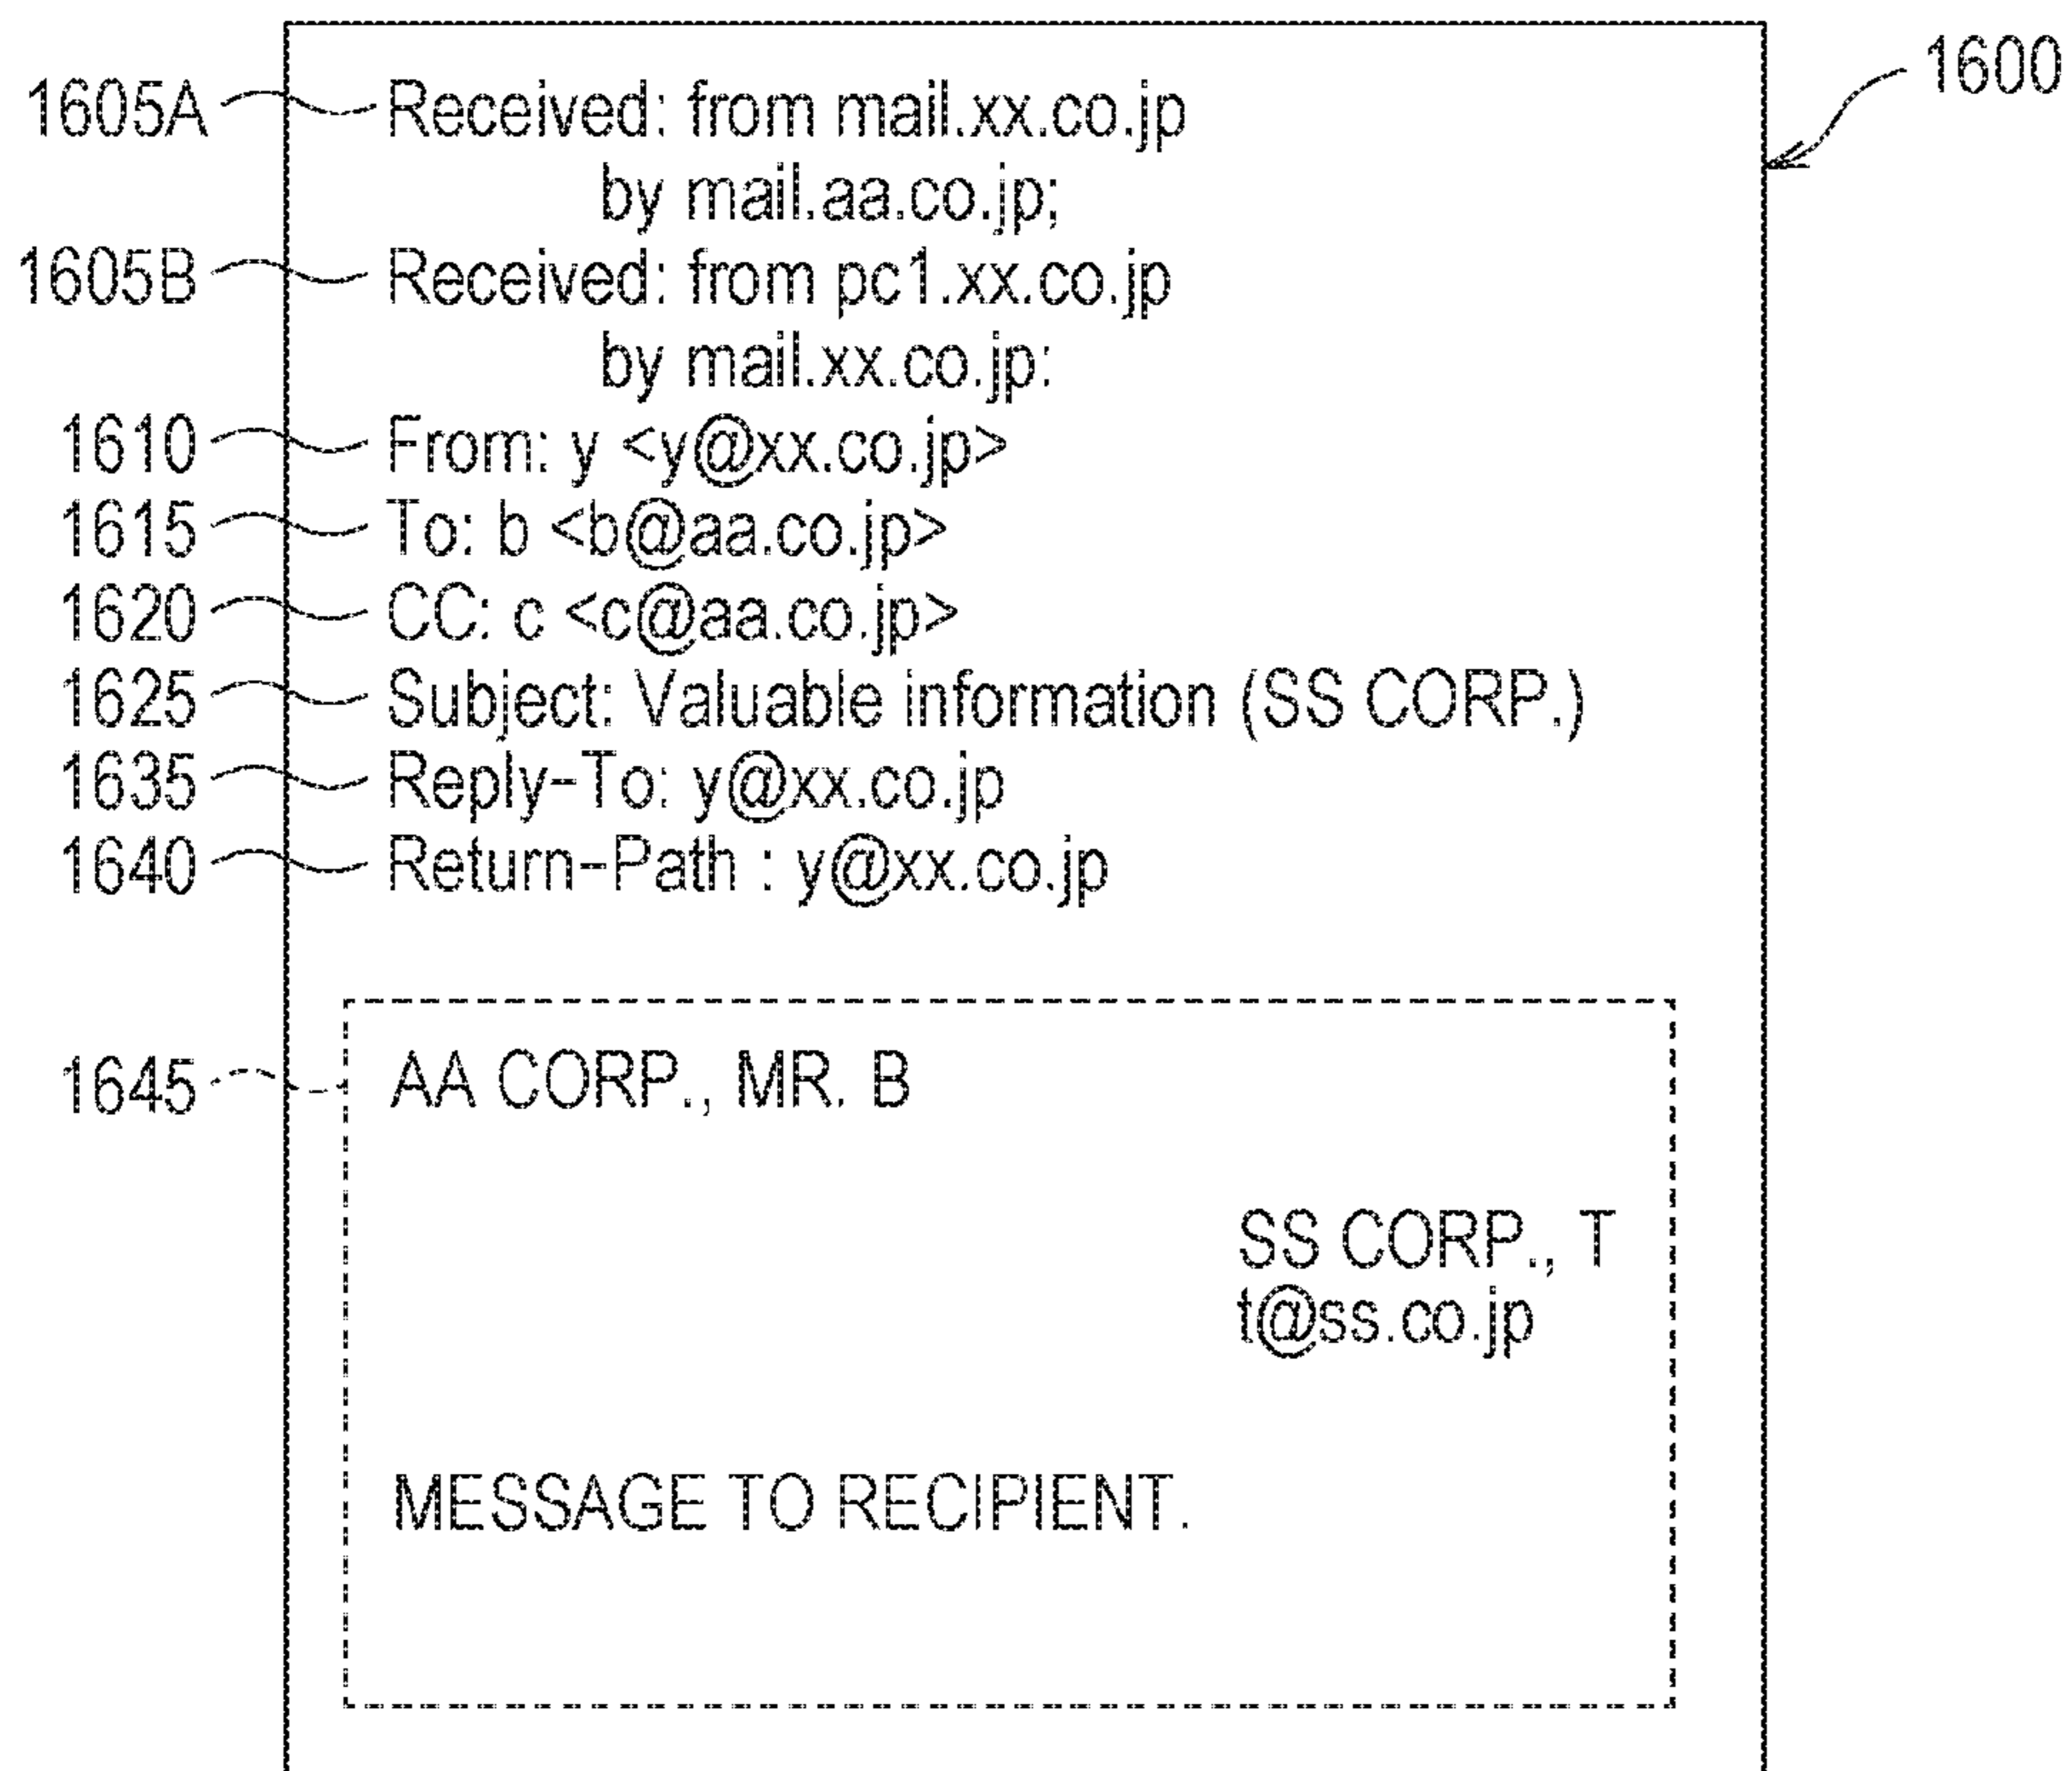 1600
1605A Received: from mail.xx.co.jp
by mail.aa.co.jp;
1605B Received: from pc1.xx.co.jp
by mail.xx.co.jp:
1610 From: y <y@xx.co.jp>
1615 To: b <b@aa.co.jp>
1620 CC: c <c@aa.co.jp>
1625 Subject: Valuable information (SS CORP.)
1635 Reply-To: y@xx.co.jp
1640 Return-Path : y@xx.co.jp
1645 AA CORP., MR. B
SS CORP., T
t@ss.co.jp
MESSAGE TO RECIPIENT.